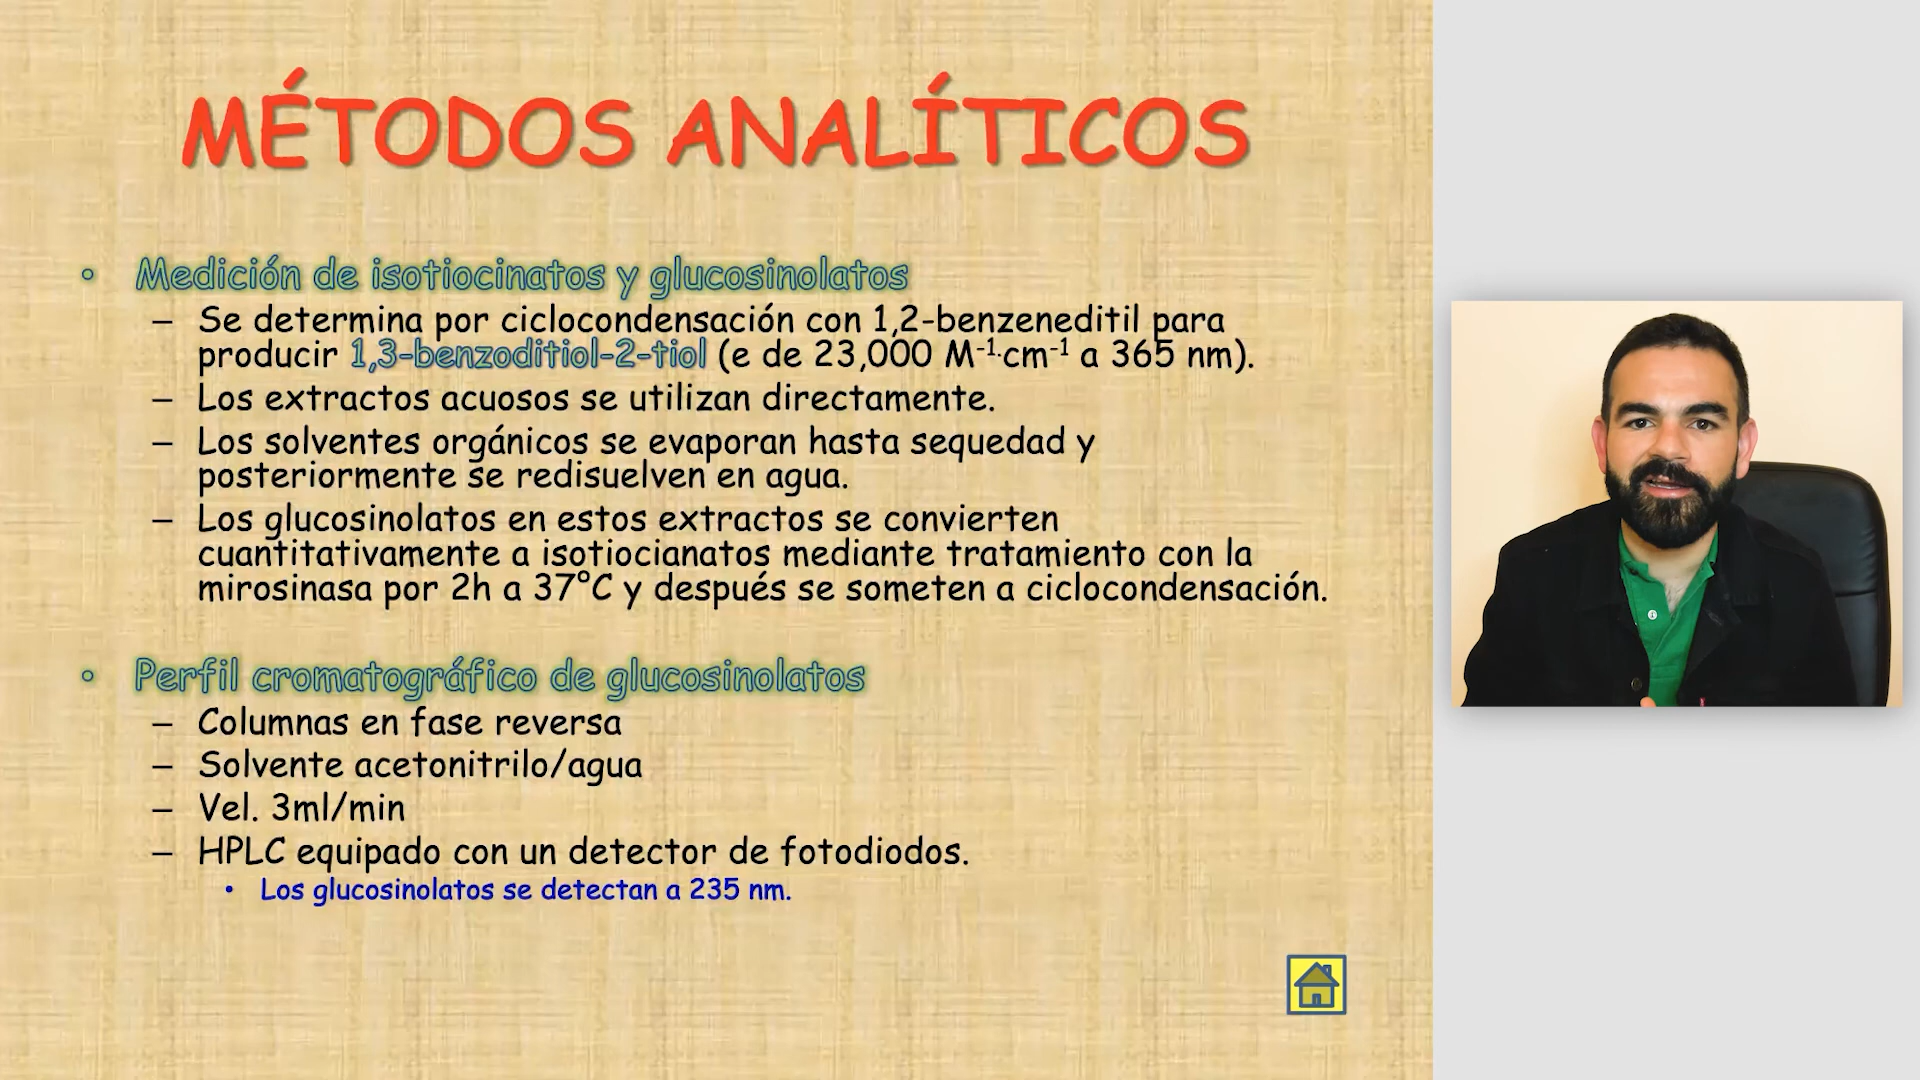 MÉTODOS ANALÍTICOS
• Medición de isotiocinatos y glucosinolatos
– Se determina por ciclocondensación con 1,2-benzeneditil para
producir 1,3-benzoditiol-2-tiol (e de 23,000 M⁻¹·cm⁻¹ a 365 nm).
– Los extractos acuosos se utilizan directamente.
– Los solventes orgánicos se evaporan hasta sequedad y
posteriormente se redisuelven en agua.
– Los glucosinolatos en estos extractos se convierten
cuantitativamente a isotiocianatos mediante tratamiento con la
mirosinasa por 2h a 37°C y después se someten a ciclocondensación.
• Perfil cromatográfico de glucosinolatos
– Columnas en fase reversa
– Solvente acetonitrilo/agua
– Vel. 3ml/min
– HPLC equipado con un detector de fotodiodos.
• Los glucosinolatos se detectan a 235 nm.